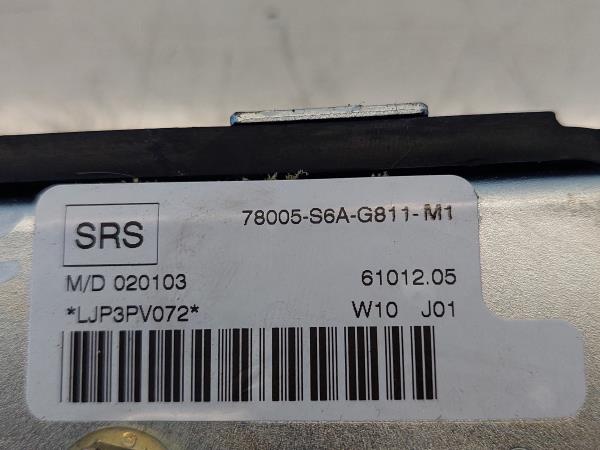 SRS
78005-S6A-G811-M1
M/D 020103
61012.05
*LJP3PV072*
W10 J01